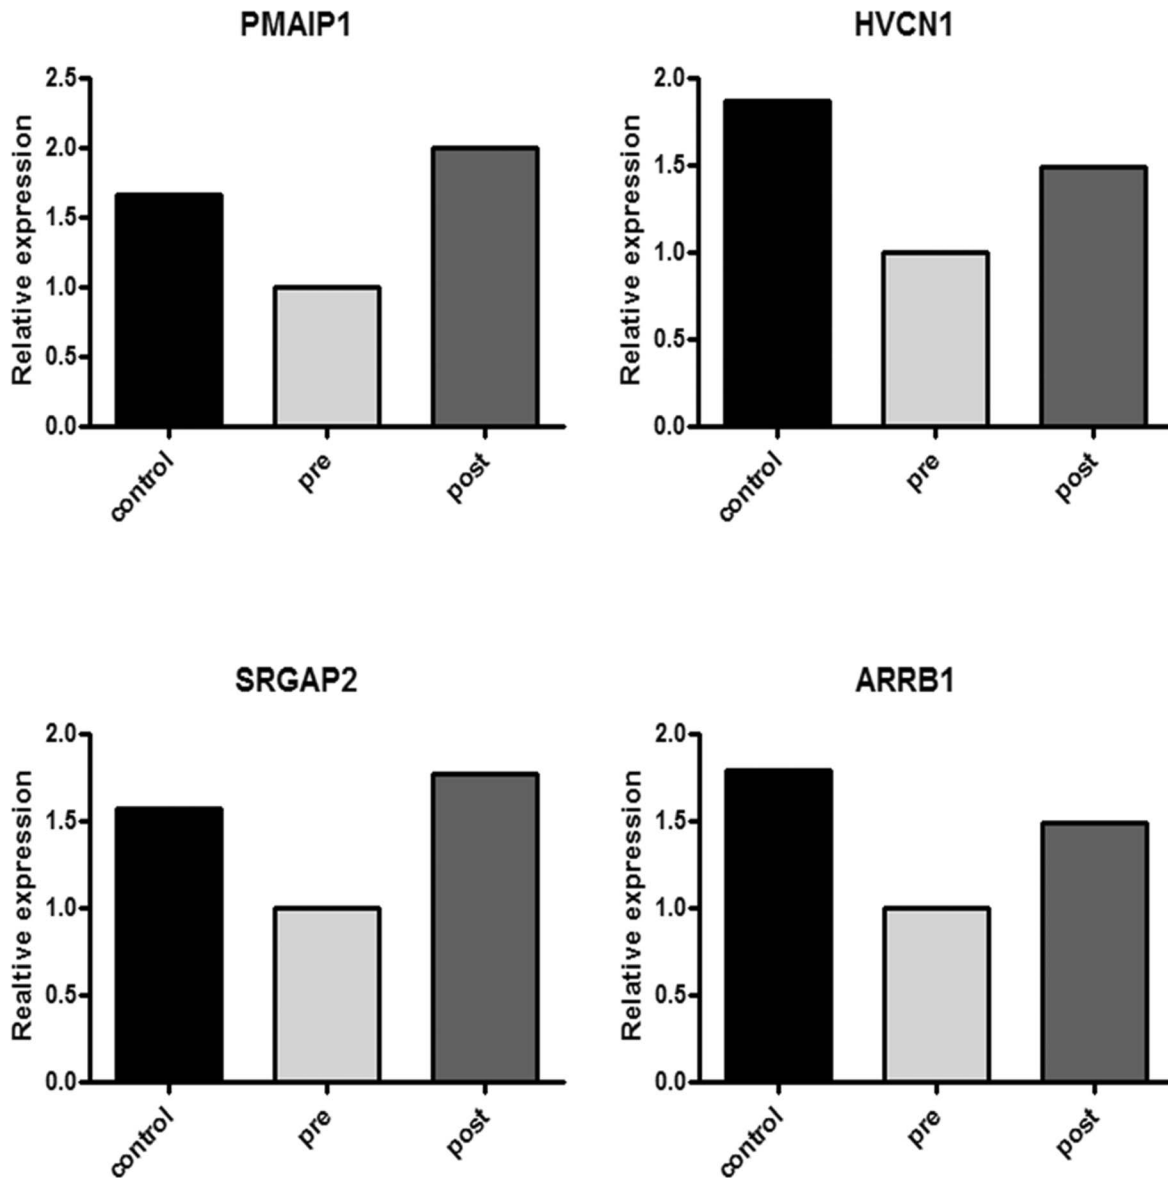 PMAIP1
Relative expression
2.5
2.0
1.5
1.0
0.5
0.0
control
pre
post
HVCN1
Relative expression
2.0
1.5
1.0
0.5
0.0
control
pre
post
SRGAP2
Realtive expression
2.0
1.5
1.0
0.5
0.0
control
pre
post
ARRB1
Relative expression
2.0
1.5
1.0
0.5
0.0
control
pre
post